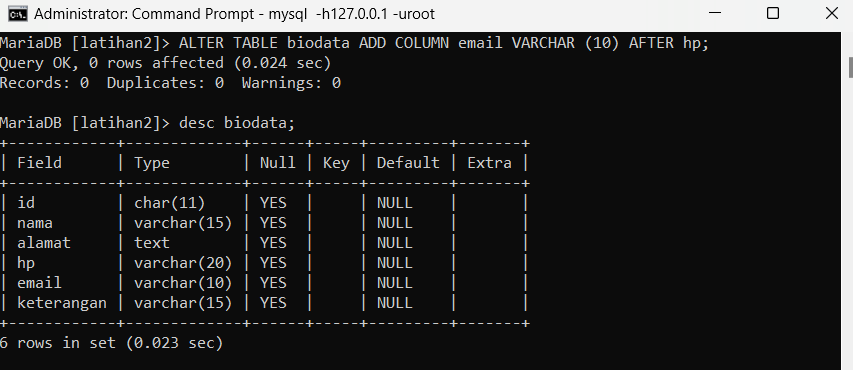 Administrator: Command Prompt - mysql  -h127.0.0.1 -uroot
MariaDB [latihan2]> ALTER TABLE biodata ADD COLUMN email VARCHAR (10) AFTER hp;
Query OK, 0 rows affected (0.024 sec)
Records: 0  Duplicates: 0  Warnings: 0

MariaDB [latihan2]> desc biodata;
+------------+-------------+------+-----+---------+-------+
| Field      | Type        | Null | Key | Default | Extra |
+------------+-------------+------+-----+---------+-------+
| id         | char(11)    | YES  |     | NULL    |       |
| nama       | varchar(15) | YES  |     | NULL    |       |
| alamat     | text        | YES  |     | NULL    |       |
| hp         | varchar(20) | YES  |     | NULL    |       |
| email      | varchar(10) | YES  |     | NULL    |       |
| keterangan | varchar(15) | YES  |     | NULL    |       |
+------------+-------------+------+-----+---------+-------+
6 rows in set (0.023 sec)